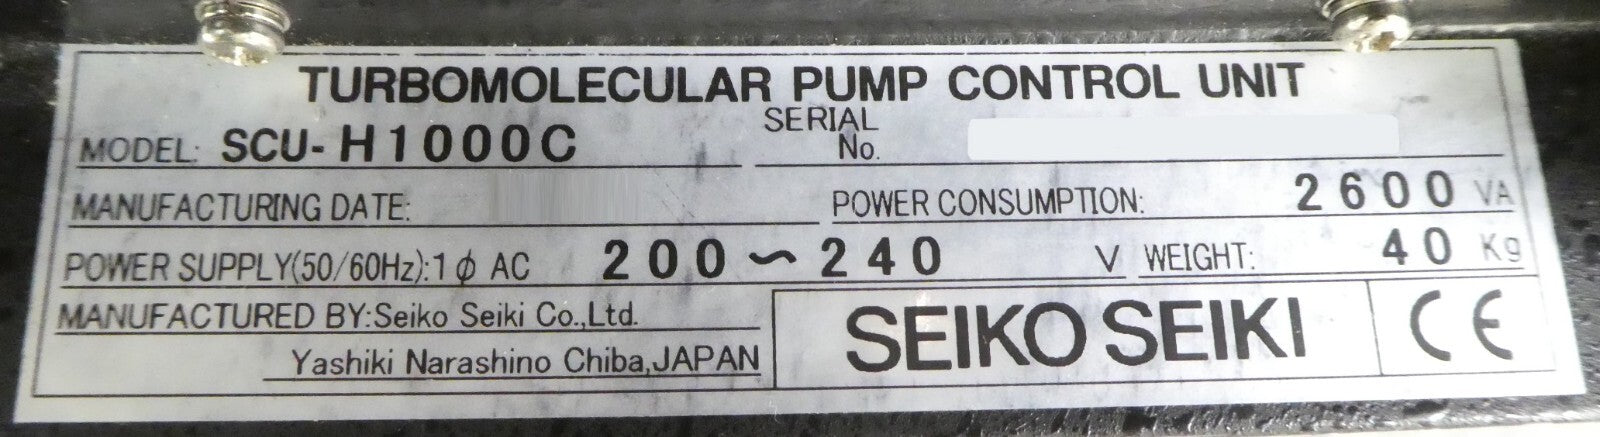 TURBOMOLECULAR PUMP CONTROL UNIT
MODEL: SCU-H1000C SERIAL No.
MANUFACTURING DATE: POWER CONSUMPTION: 2600 VA
POWER SUPPLY(50/60Hz):1φ AC 200~240 V WEIGHT: 40 Kg
MANUFACTURED BY:Seiko Seiki Co.,Ltd.
Yashiki Narashino Chiba,JAPAN
SEIKO SEIKI CE